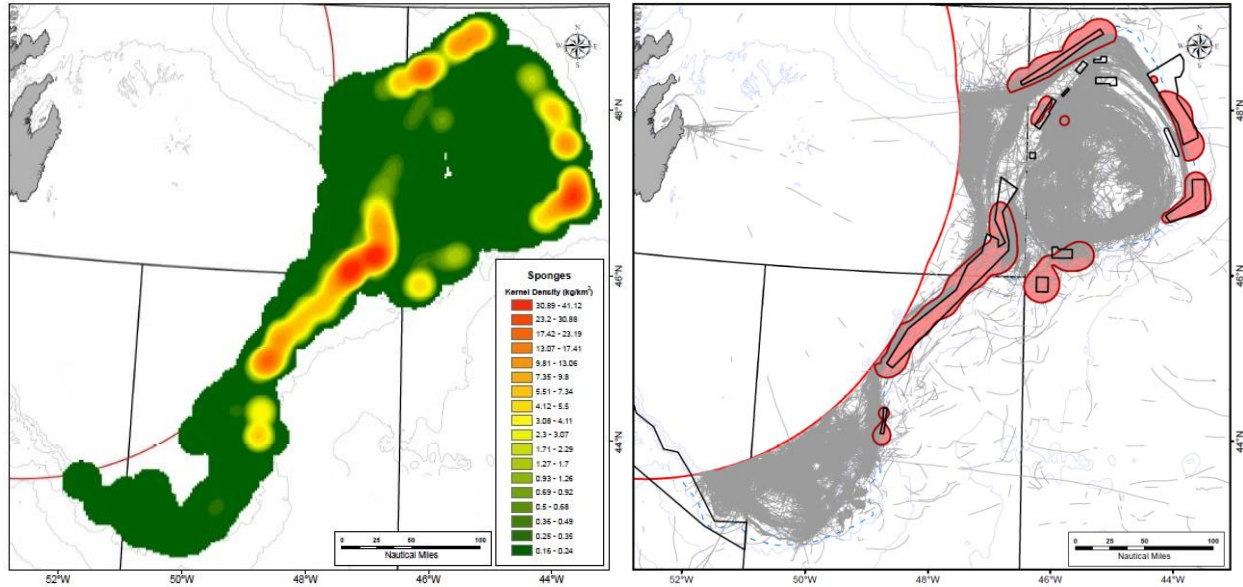 N
W E
S
48°N
46°N
44°N
Sponges
Kernel Density (kg/km²)
30.89 - 41.12
23.2 - 30.88
17.42 - 23.19
13.07 - 17.41
9.81 - 13.06
7.35 - 9.8
5.51 - 7.34
4.12 - 5.5
3.08 - 4.11
2.3 - 3.07
1.71 - 2.29
1.27 - 1.7
0.93 - 1.26
0.69 - 0.92
0.5 - 0.68
0.36 - 0.49
0.25 - 0.35
0.16 - 0.24
0 25 50 100
Nautical Miles
52°W 50°W 48°W 46°W 44°W
N
W E
S
48°N
46°N
44°N
0 25 50 100
Nautical Miles
52°W 50°W 48°W 46°W 44°W